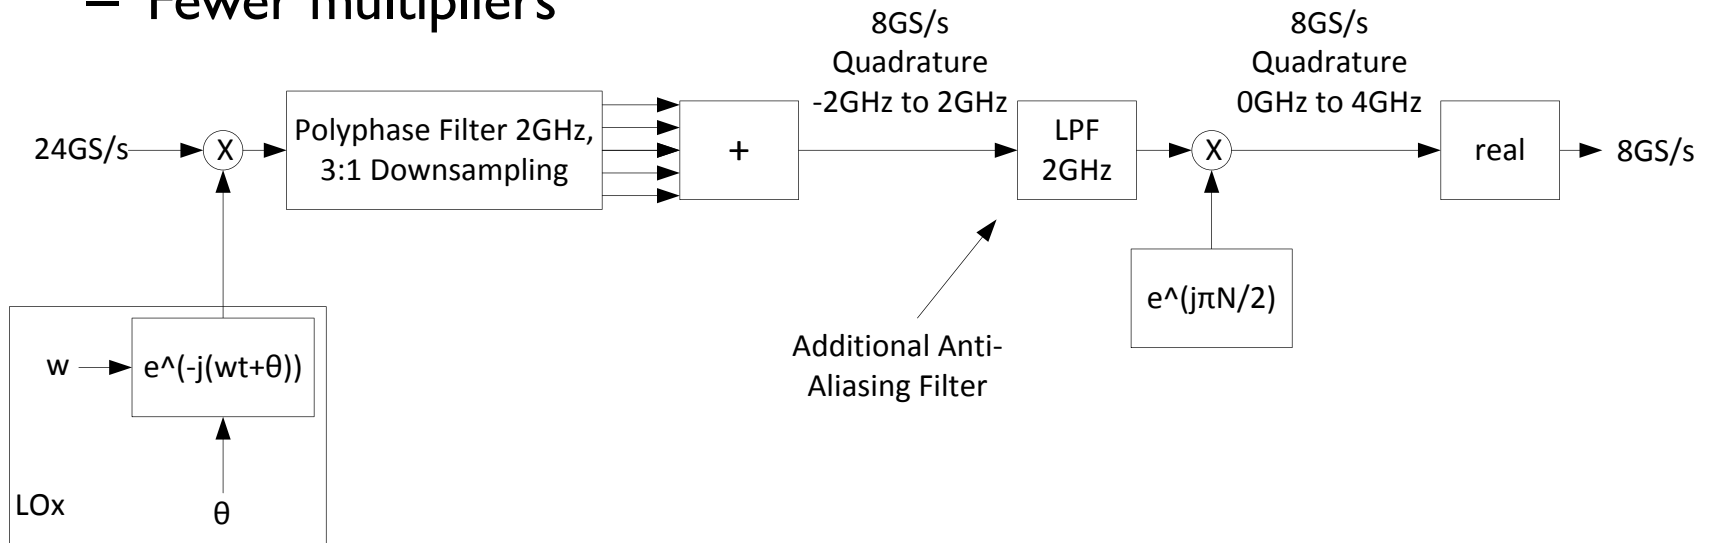 – Fewer multipliers
8GS/s
Quadrature
-2GHz to 2GHz
8GS/s
Quadrature
0GHz to 4GHz
24GS/s
X
Polyphase Filter 2GHz,
3:1 Downsampling
+
LPF
2GHz
X
real
8GS/s
e^(jπN/2)
Additional Anti-
Aliasing Filter
w
e^(-j(wt+θ))
LOx
θ